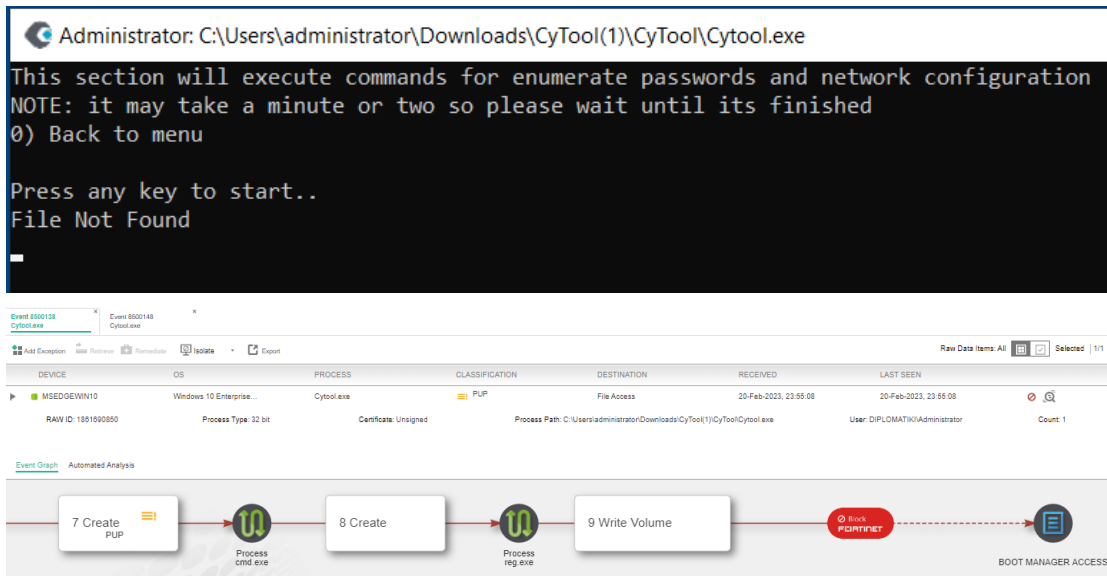 Administrator: C:\Users\administrator\Downloads\CyTool(1)\CyTool\Cytool.exe
This section will execute commands for enumerate passwords and network configuration
NOTE: it may take a minute or two so please wait until its finished
0) Back to menu
Press any key to start..
File Not Found
Event 8500138 × Event 8500148 ×
Cytool.exe Cytool.exe
Add Exception Retrieve Remediate Isolate Export Raw Data Items: All Selected 1/1
DEVICE OS PROCESS CLASSIFICATION DESTINATION RECEIVED LAST SEEN
MSEDGEWIN10 Windows 10 Enterprise... Cytool.exe PUP File Access 20-Feb-2023, 23:55:08 20-Feb-2023, 23:55:08
RAW ID: 1861690850 Process Type: 32 bit Certificate: Unsigned Process Path: C:\Users\administrator\Downloads\CyTool(1)\CyTool\Cytool.exe User: DIPLOMATIKI\Administrator Count: 1
Event Graph Automated Analysis
7 Create 8 Create 9 Write Volume Block
PUP FORTINET
Process Process
cmd.exe reg.exe BOOT MANAGER ACCESS